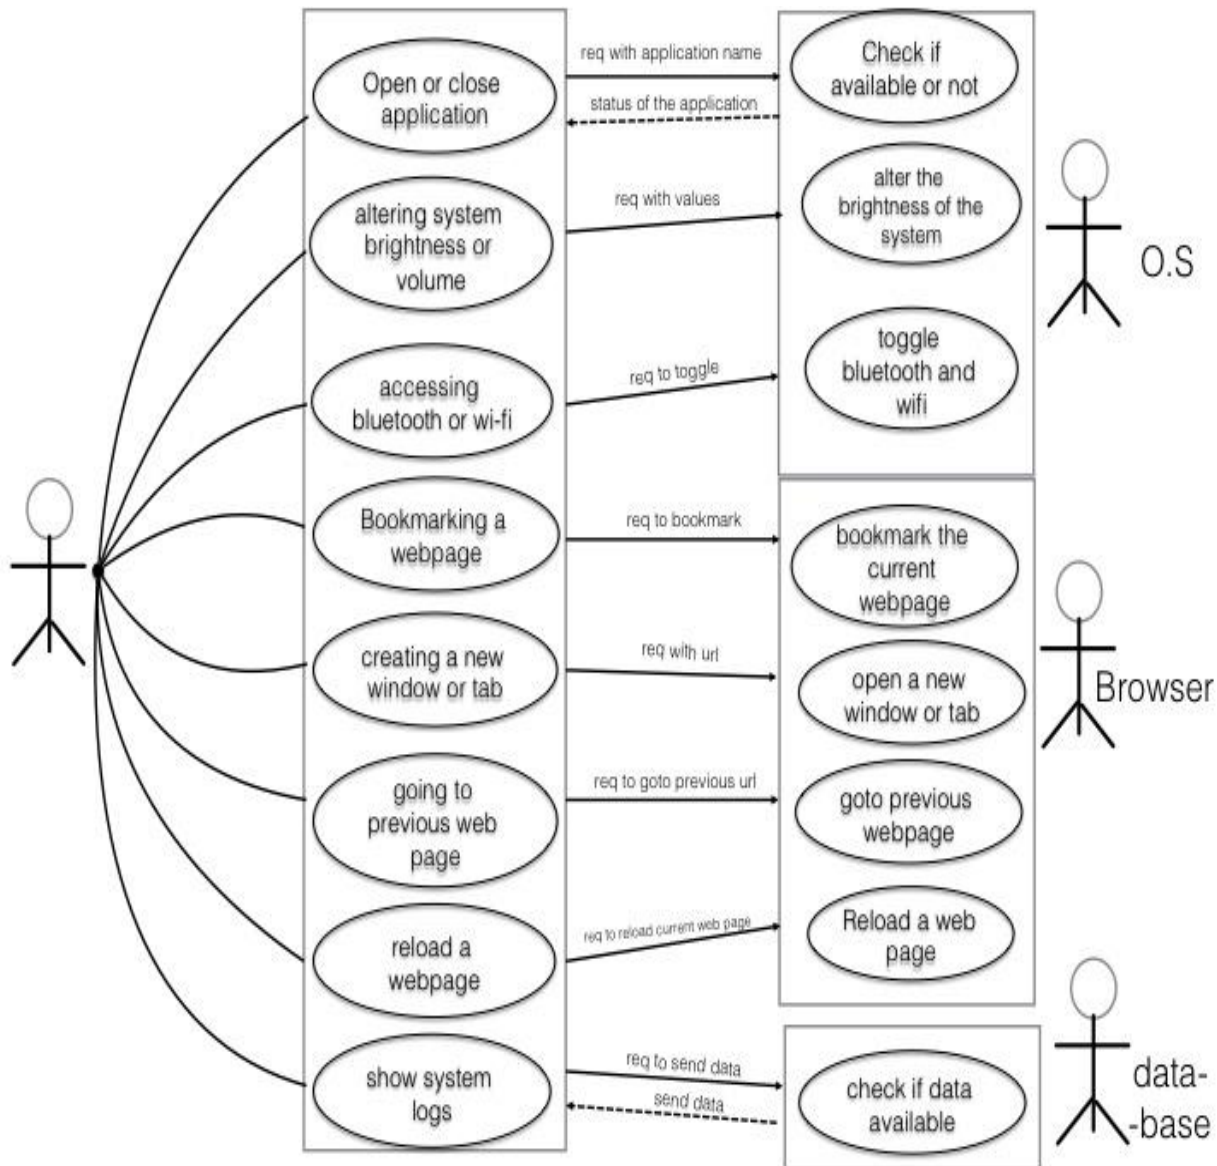 Open or close
application
altering system
brightness or
volume
accessing
bluetooth or wi-fi
Bookmarking a
webpage
creating a new
window or tab
going to
previous web
page
reload a
webpage
show system
logs
req with application name
status of the application
req with values
req to toggle
req to bookmark
req with url
req to goto previous url
req to reload current web page
req to send data
send data
Check if
available or not
alter the
brightness of the
system
toggle
bluetooth and
wifi
bookmark the
current
webpage
open a new
window or tab
goto previous
webpage
Reload a web
page
check if data
available
O.S
Browser
data-
-base